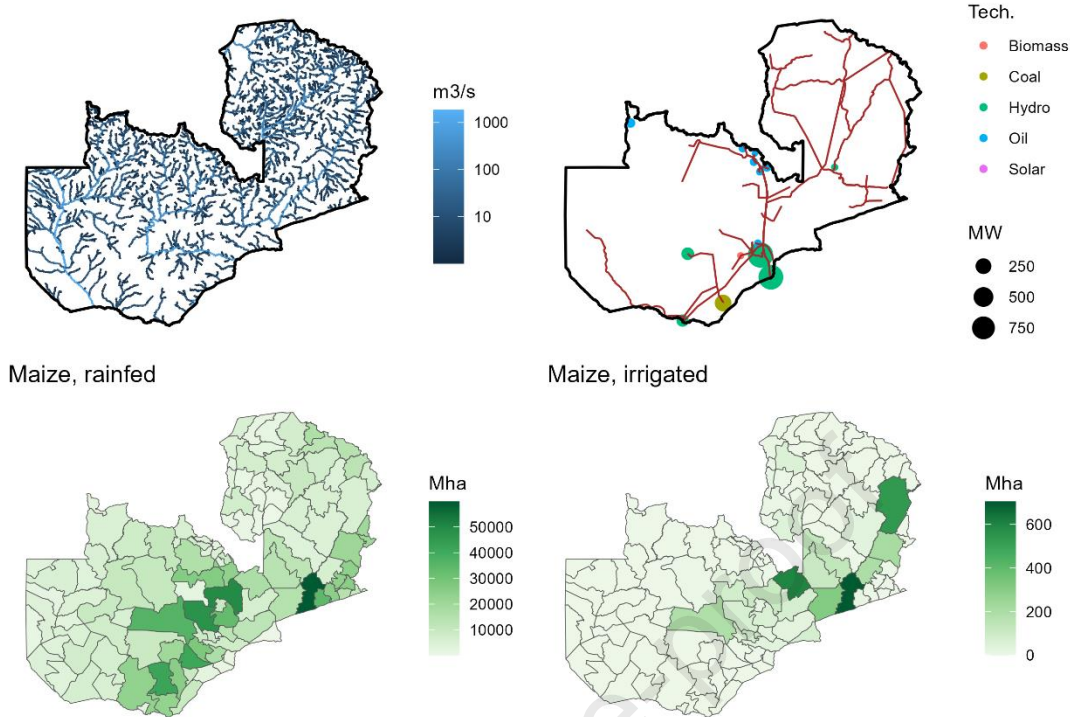 m3/s
1000
100
10
Tech.
Biomass
Coal
Hydro
Oil
Solar
MW
250
500
750
Maize, rainfed
Mha
50000
40000
30000
20000
10000
Maize, irrigated
Mha
600
400
200
0